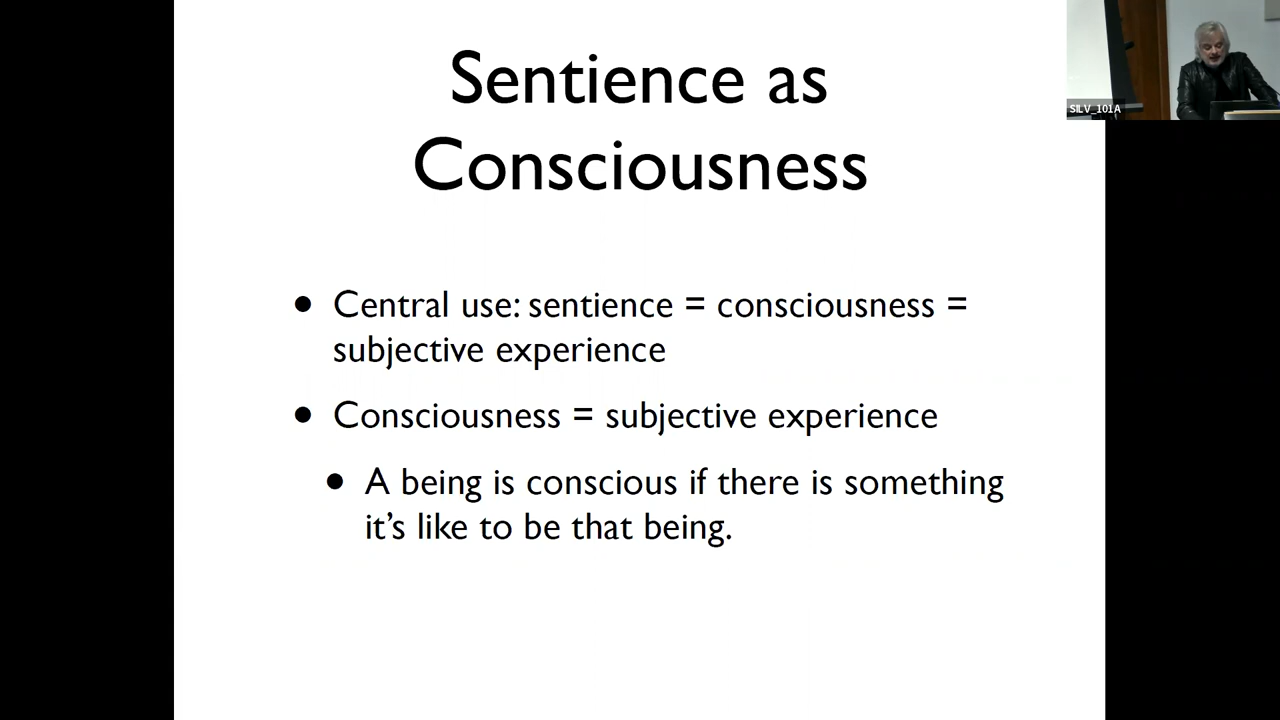 Sentience as
Consciousness
• Central use: sentience = consciousness =
subjective experience
• Consciousness = subjective experience
• A being is conscious if there is something
it's like to be that being.
SILV_101A